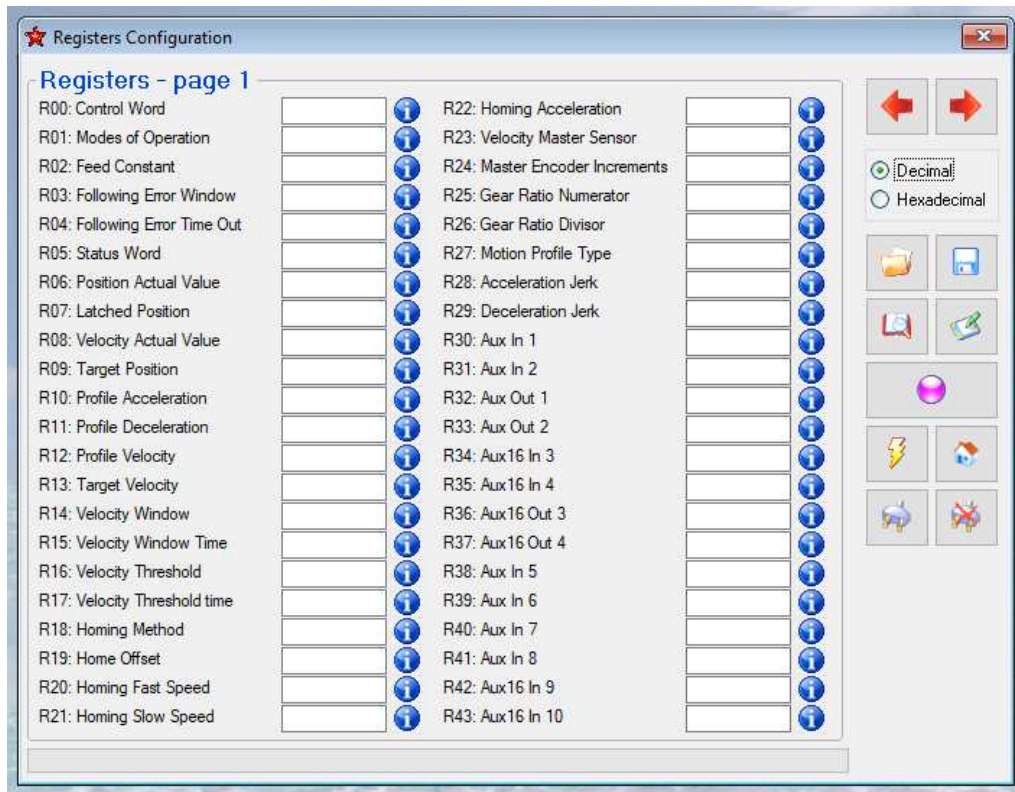 Registers Configuration
Registers - page 1
R00: Control Word
R01: Modes of Operation
R02: Feed Constant
R03: Following Error Window
R04: Following Error Time Out
R05: Status Word
R06: Position Actual Value
R07: Latched Position
R08: Velocity Actual Value
R09: Target Position
R10: Profile Acceleration
R11: Profile Deceleration
R12: Profile Velocity
R13: Target Velocity
R14: Velocity Window
R15: Velocity Window Time
R16: Velocity Threshold
R17: Velocity Threshold time
R18: Homing Method
R19: Home Offset
R20: Homing Fast Speed
R21: Homing Slow Speed
R22: Homing Acceleration
R23: Velocity Master Sensor
R24: Master Encoder Increments
R25: Gear Ratio Numerator
R26: Gear Ratio Divisor
R27: Motion Profile Type
R28: Acceleration Jerk
R29: Deceleration Jerk
R30: Aux In 1
R31: Aux In 2
R32: Aux Out 1
R33: Aux Out 2
R34: Aux16 In 3
R35: Aux16 In 4
R36: Aux16 Out 3
R37: Aux16 Out 4
R38: Aux In 5
R39: Aux In 6
R40: Aux In 7
R41: Aux In 8
R42: Aux16 In 9
R43: Aux16 In 10
Decimal
Hexadecimal